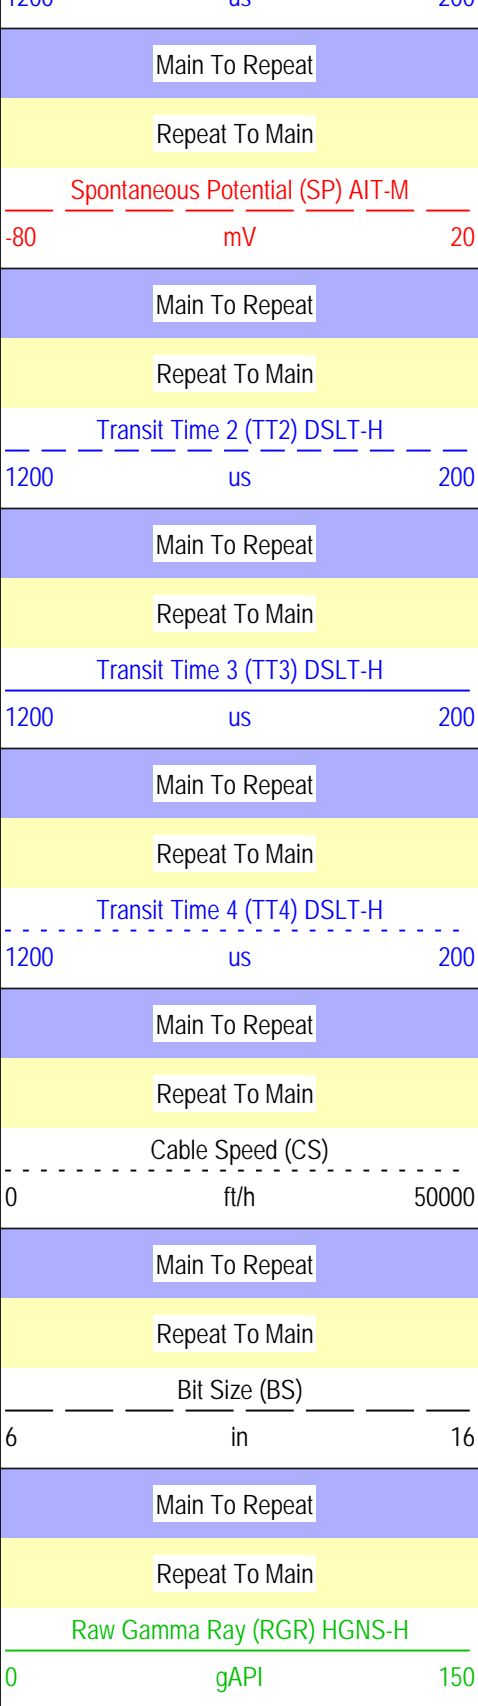 1200 us 200
Main To Repeat
Repeat To Main
Spontaneous Potential (SP) AIT-M
-80 mV 20
Main To Repeat
Repeat To Main
Transit Time 2 (TT2) DSLT-H
1200 us 200
Main To Repeat
Repeat To Main
Transit Time 3 (TT3) DSLT-H
1200 us 200
Main To Repeat
Repeat To Main
Transit Time 4 (TT4) DSLT-H
1200 us 200
Main To Repeat
Repeat To Main
Cable Speed (CS)
0 ft/h 50000
Main To Repeat
Repeat To Main
Bit Size (BS)
6 in 16
Main To Repeat
Repeat To Main
Raw Gamma Ray (RGR) HGNS-H
0 gAPI 150